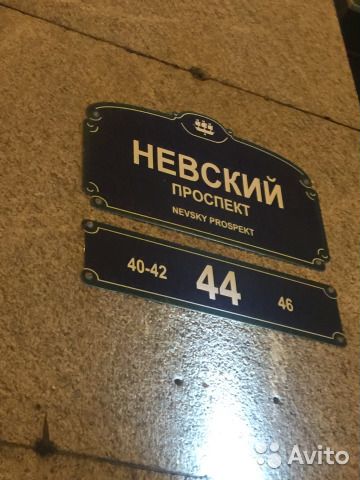 НЕВСКИЙ
ПРОСПЕКТ
NEVSKY PROSPEKT
40-42 44 46
Avito